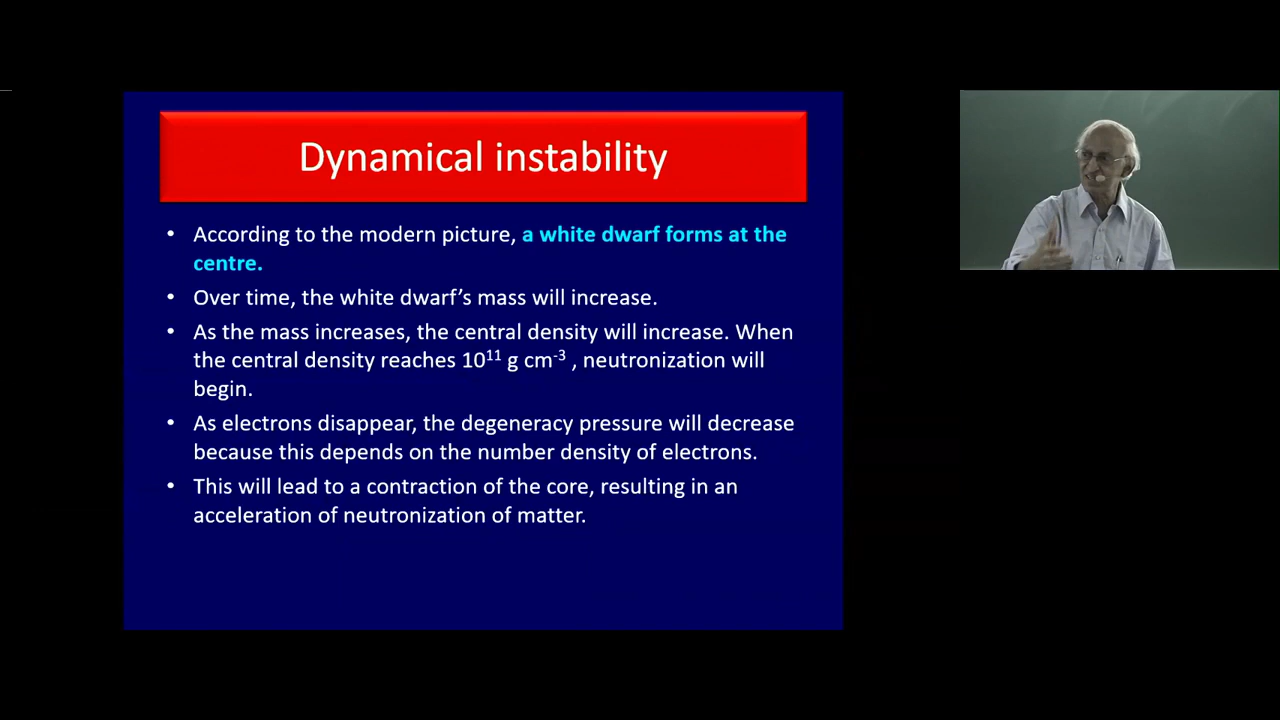 Dynamical instability
• According to the modern picture, a white dwarf forms at the
centre.
• Over time, the white dwarf’s mass will increase.
• As the mass increases, the central density will increase. When
the central density reaches 10¹¹ g cm⁻³ , neutronization will
begin.
• As electrons disappear, the degeneracy pressure will decrease
because this depends on the number density of electrons.
• This will lead to a contraction of the core, resulting in an
acceleration of neutronization of matter.